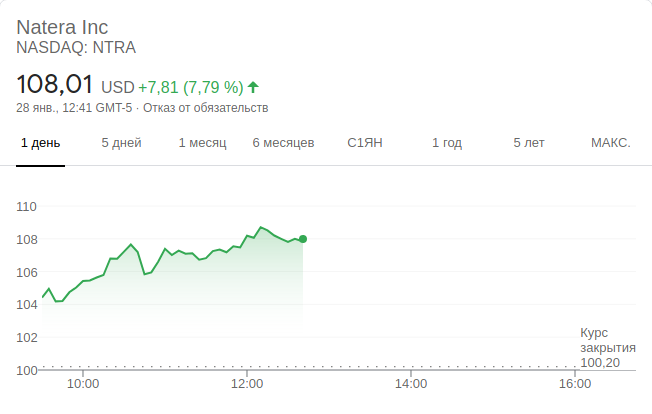 Natera Inc
NASDAQ: NTRA
108,01 USD +7,81 (7,79 %)
28 янв., 12:41 GMT-5 · Отказ от обязательств
1 день 5 дней 1 месяц 6 месяцев С1ЯН 1 год 5 лет МАКС.
110
108
106
104
102
100
Курс
закрытия
100,20
10:00 12:00 14:00 16:00